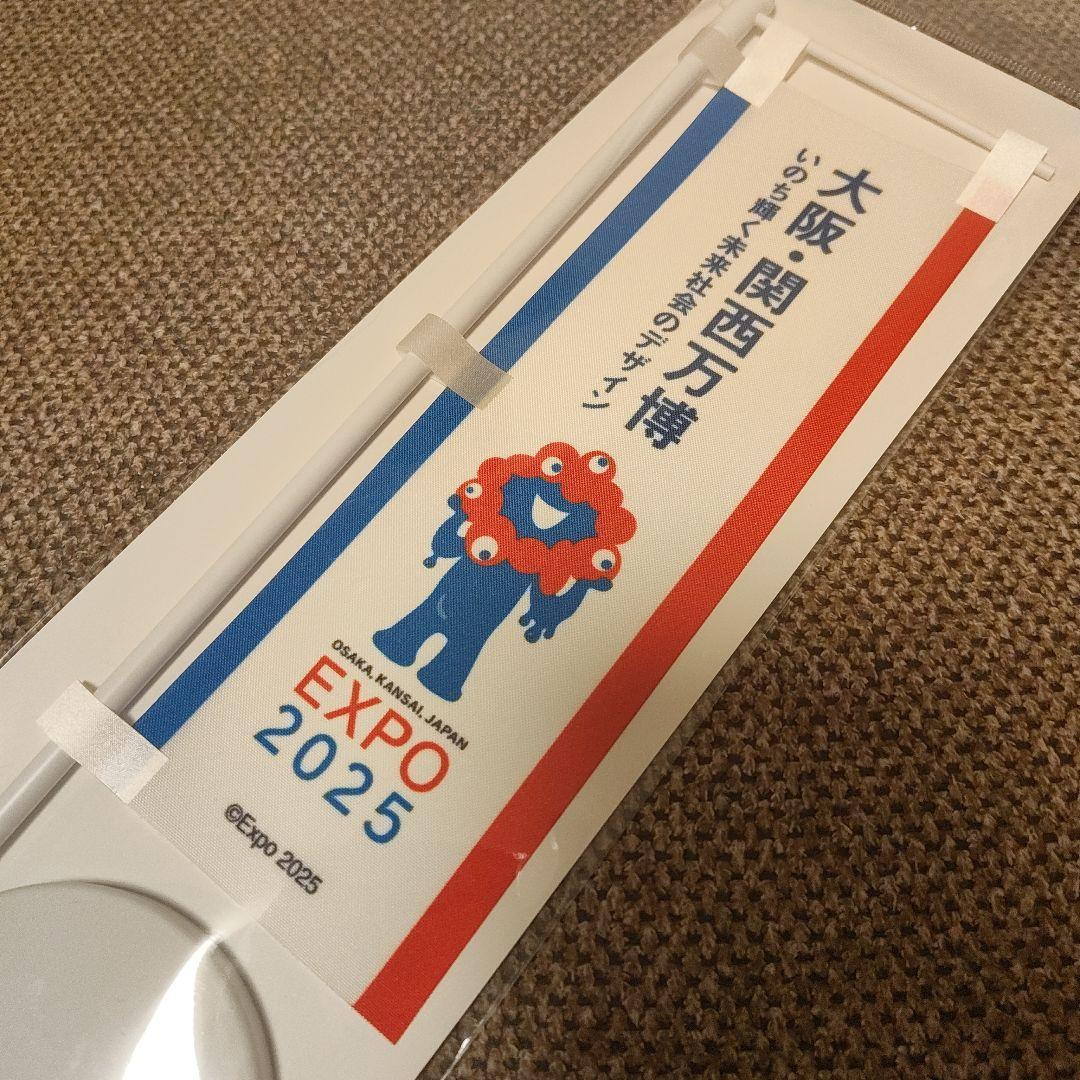 大阪・関西万博
いのち輝く未来社会のデザイン
OSAKA, KANSAI, JAPAN
EXPO
2025
©Expo 2025